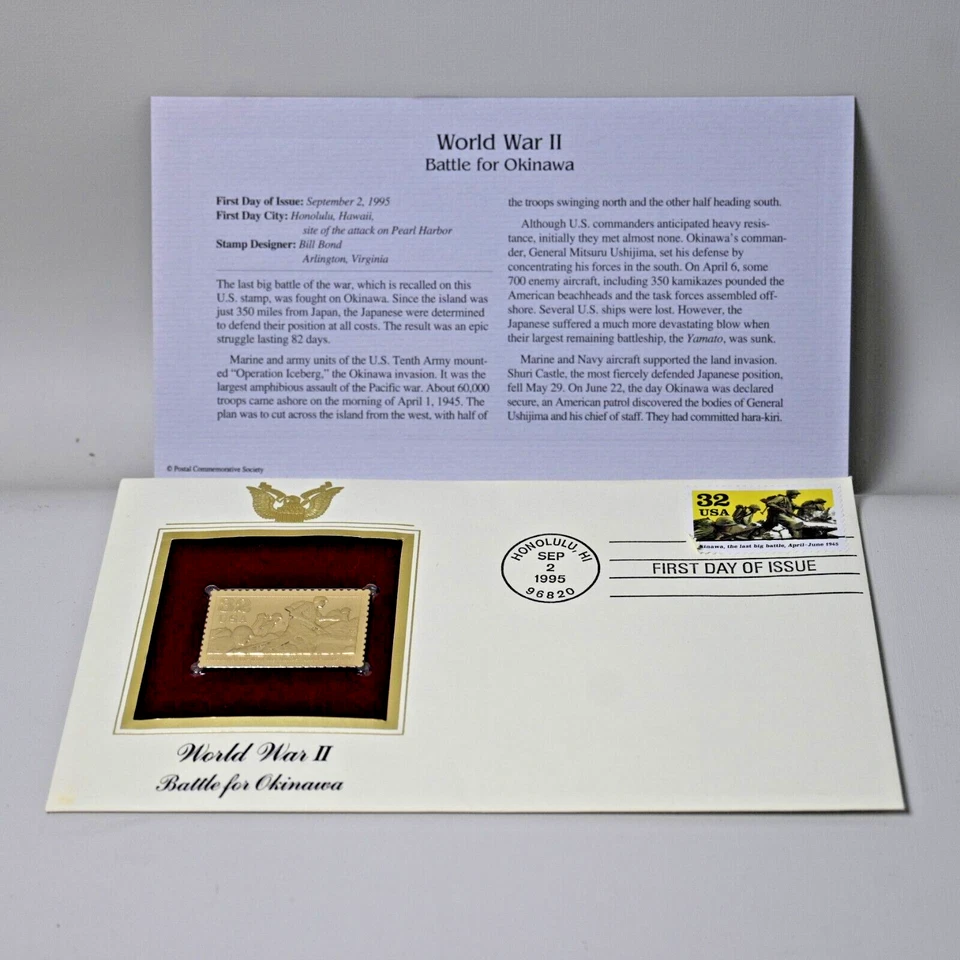 World War II
Battle for Okinawa
First Day of Issue: September 2, 1995
First Day City: Honolulu, Hawaii,
site of the attack on Pearl Harbor
Stamp Designer: Bill Bond
Arlington, Virginia
The last big battle of the war, which is recalled on this
U.S. stamp, was fought on Okinawa. Since the island was
just 350 miles from Japan, the Japanese were determined
to defend their position at all costs. The result was an epic
struggle lasting 82 days.
Marine and army units of the U.S. Tenth Army mount-
ed "Operation Iceberg," the Okinawa invasion. It was the
largest amphibious assault of the Pacific war. About 60,000
troops came ashore on the morning of April 1, 1945. The
plan was to cut across the island from the west, with half of
the troops swinging north and the other half heading south.
Although U.S. commanders anticipated heavy resis-
tance, initially they met almost none. Okinawa's comman-
der, General Mitsuru Ushijima, set his defense by
concentrating his forces in the south. On April 6, some
700 enemy aircraft, including 350 kamikazes pounded the
American beachheads and the task forces assembled off-
shore. Several U.S. ships were lost. However, the
Japanese suffered a much more devastating blow when
their largest remaining battleship, the Yamato, was sunk.
Marine and Navy aircraft supported the land invasion.
Shuri Castle, the most fiercely defended Japanese position,
fell May 29. On June 22, the day Okinawa was declared
secure, an American patrol discovered the bodies of General
Ushijima and his chief of staff. They had committed hara-kiri.
© Postal Commemorative Society
32
USA
kinawa, the last big battle, April-June 1945
HONOLULU, HI
SEP
2
1995
96820
FIRST DAY OF ISSUE
32
USA
World War II
Battle for Okinawa